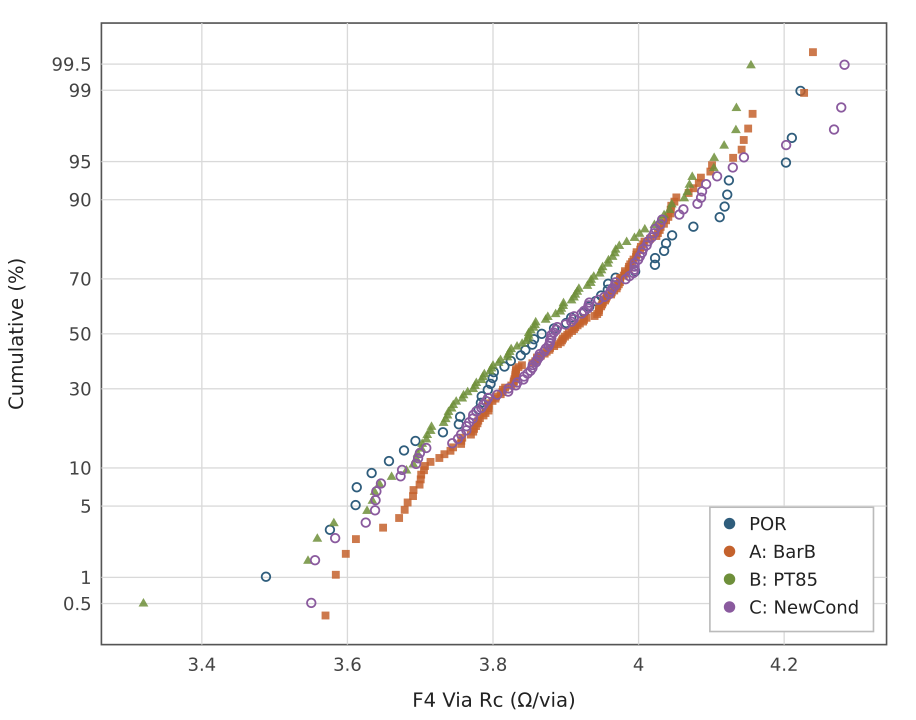 99.5
99
95
90
70
50
30
10
5
1
0.5
Cumulative (%)
3.4 3.6 3.8 4 4.2
F4 Via Rc (Ω/via)
POR
A: BarB
B: PT85
C: NewCond